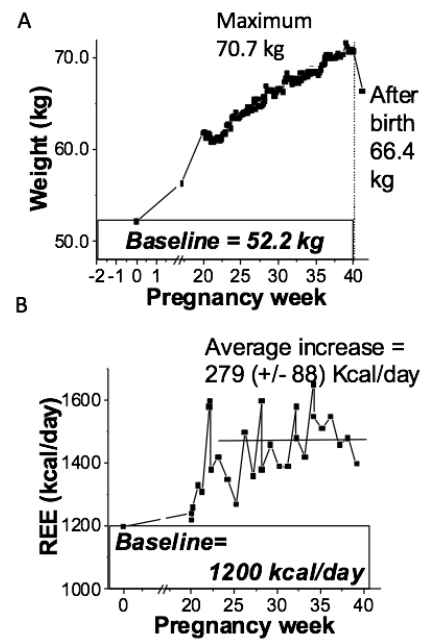 A
Maximum
70.7 kg
70.0
60.0
50.0
Weight (kg)
After
birth
66.4
kg
Baseline = 52.2 kg
-2 -1 0 1 20 25 30 35 40
Pregnancy week
B
Average increase =
279 (+/- 88) Kcal/day
1600
1400
1200
1000
REE (kcal/day)
Baseline=
1200 kcal/day
0 20 25 30 35 40
Pregnancy week